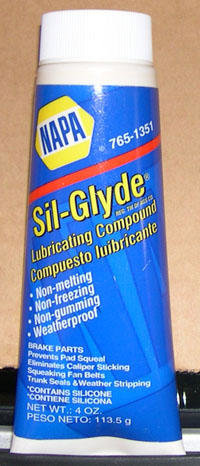 NAPA
765-1351
Sil-Glyde®
REG. TM OF AGS CO.
Lubricating Compound
Compuesto luibricante
• Non-melting
• Non-freezing
• Non-gumming
• Weatherproof
BRAKE PARTS
Prevents Pad Squeal
Eliminates Caliper Sticking
Squeaking Fan Belts
Trunk Seals &Weather Stripping
*CONTAINS SILICONE
*CONTIENE SILICONA
NET WT.: 4 OZ.
PESO NETO: 113.5 g